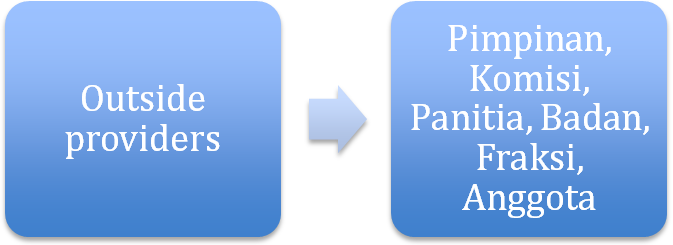 Outside
providers
Pimpinan,
Komisi,
Panitia, Badan,
Fraksi,
Anggota